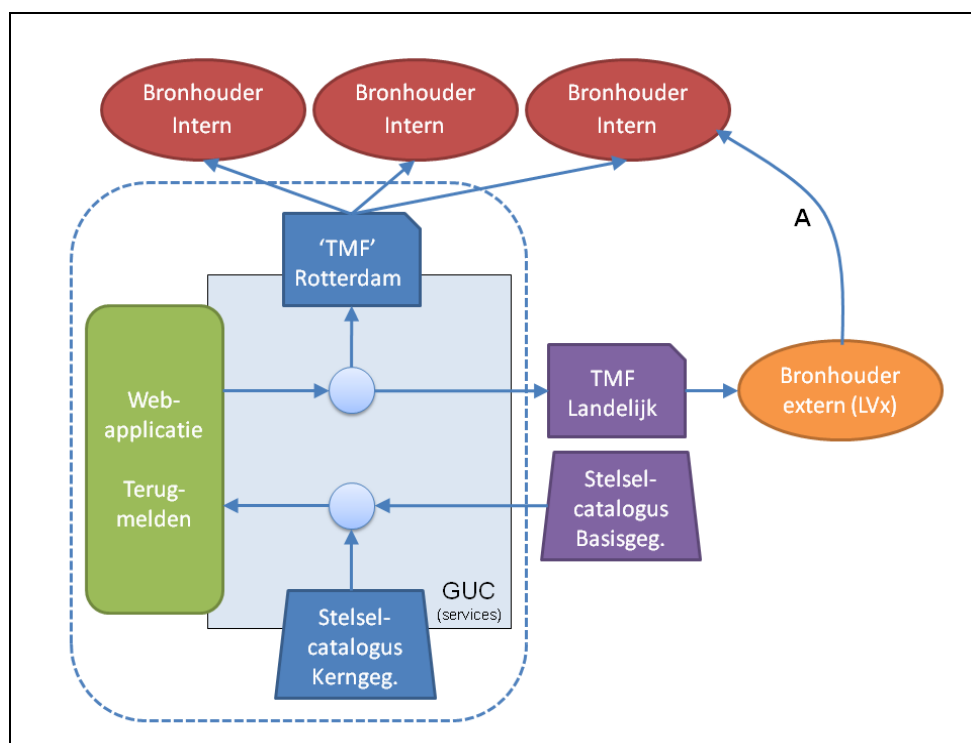 Bronhouder
Intern
Bronhouder
Intern
Bronhouder
Intern
A
‘TMF’
Rotterdam
Web-
applicatie
Terug-
melden
TMF
Landelijk
Bronhouder
extern (LVx)
Stelsel-
catalogus
Basisgeg.
GUC
(services)
Stelsel-
catalogus
Kerngeg.